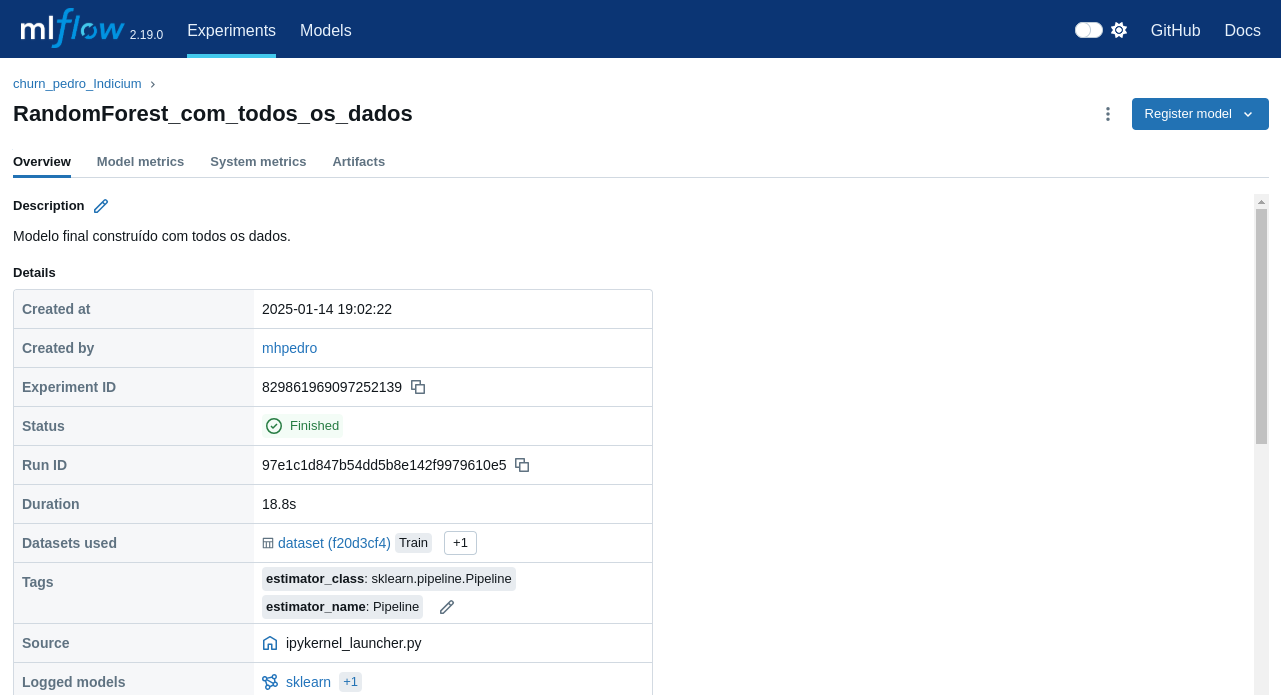 mlflow 2.19.0 Experiments Models GitHub Docs
churn_pedro_Indicium
RandomForest_com_todos_os_dados
Register model
Overview Model metrics System metrics Artifacts
Description
Modelo final construído com todos os dados.
Details
Created at 2025-01-14 19:02:22
Created by mhpedro
Experiment ID 829861969097252139
Status Finished
Run ID 97e1c1d847b54dd5b8e142f9979610e5
Duration 18.8s
Datasets used dataset (f20d3cf4) Train +1
Tags estimator_class: sklearn.pipeline.Pipeline
estimator_name: Pipeline
Source ipykernel_launcher.py
Logged models sklearn +1